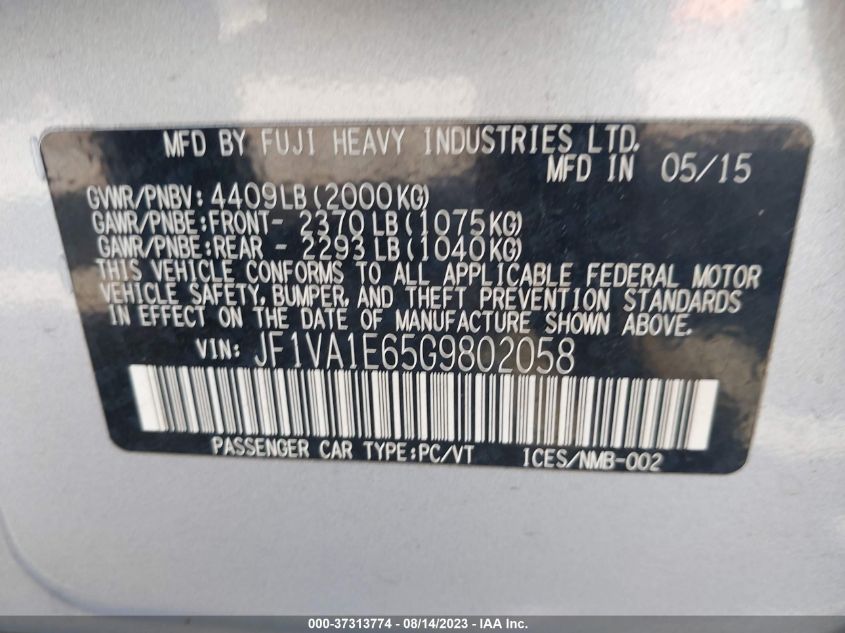 MFD BY FUJI HEAVY INDUSTRIES LTD.
MFD IN 05/15
GVWR/PNBV: 4409LB(2000KG)
GAWR/PNBE:FRONT- 2370 LB(1075KG)
GAWR/PNBE:REAR - 2293 LB(1040KG)
THIS VEHICLE CONFORMS TO ALL APPLICABLE FEDERAL MOTOR
VEHICLE SAFETY, BUMPER, AND THEFT PREVENTION STANDARDS
IN EFFECT ON THE DATE OF MANUFACTURE SHOWN ABOVE.
VIN: JF1VA1E65G9802058
PASSENGER CAR TYPE:PC/VT ICES/NMB-002
000-37313774 - 08/14/2023 - IAA Inc.